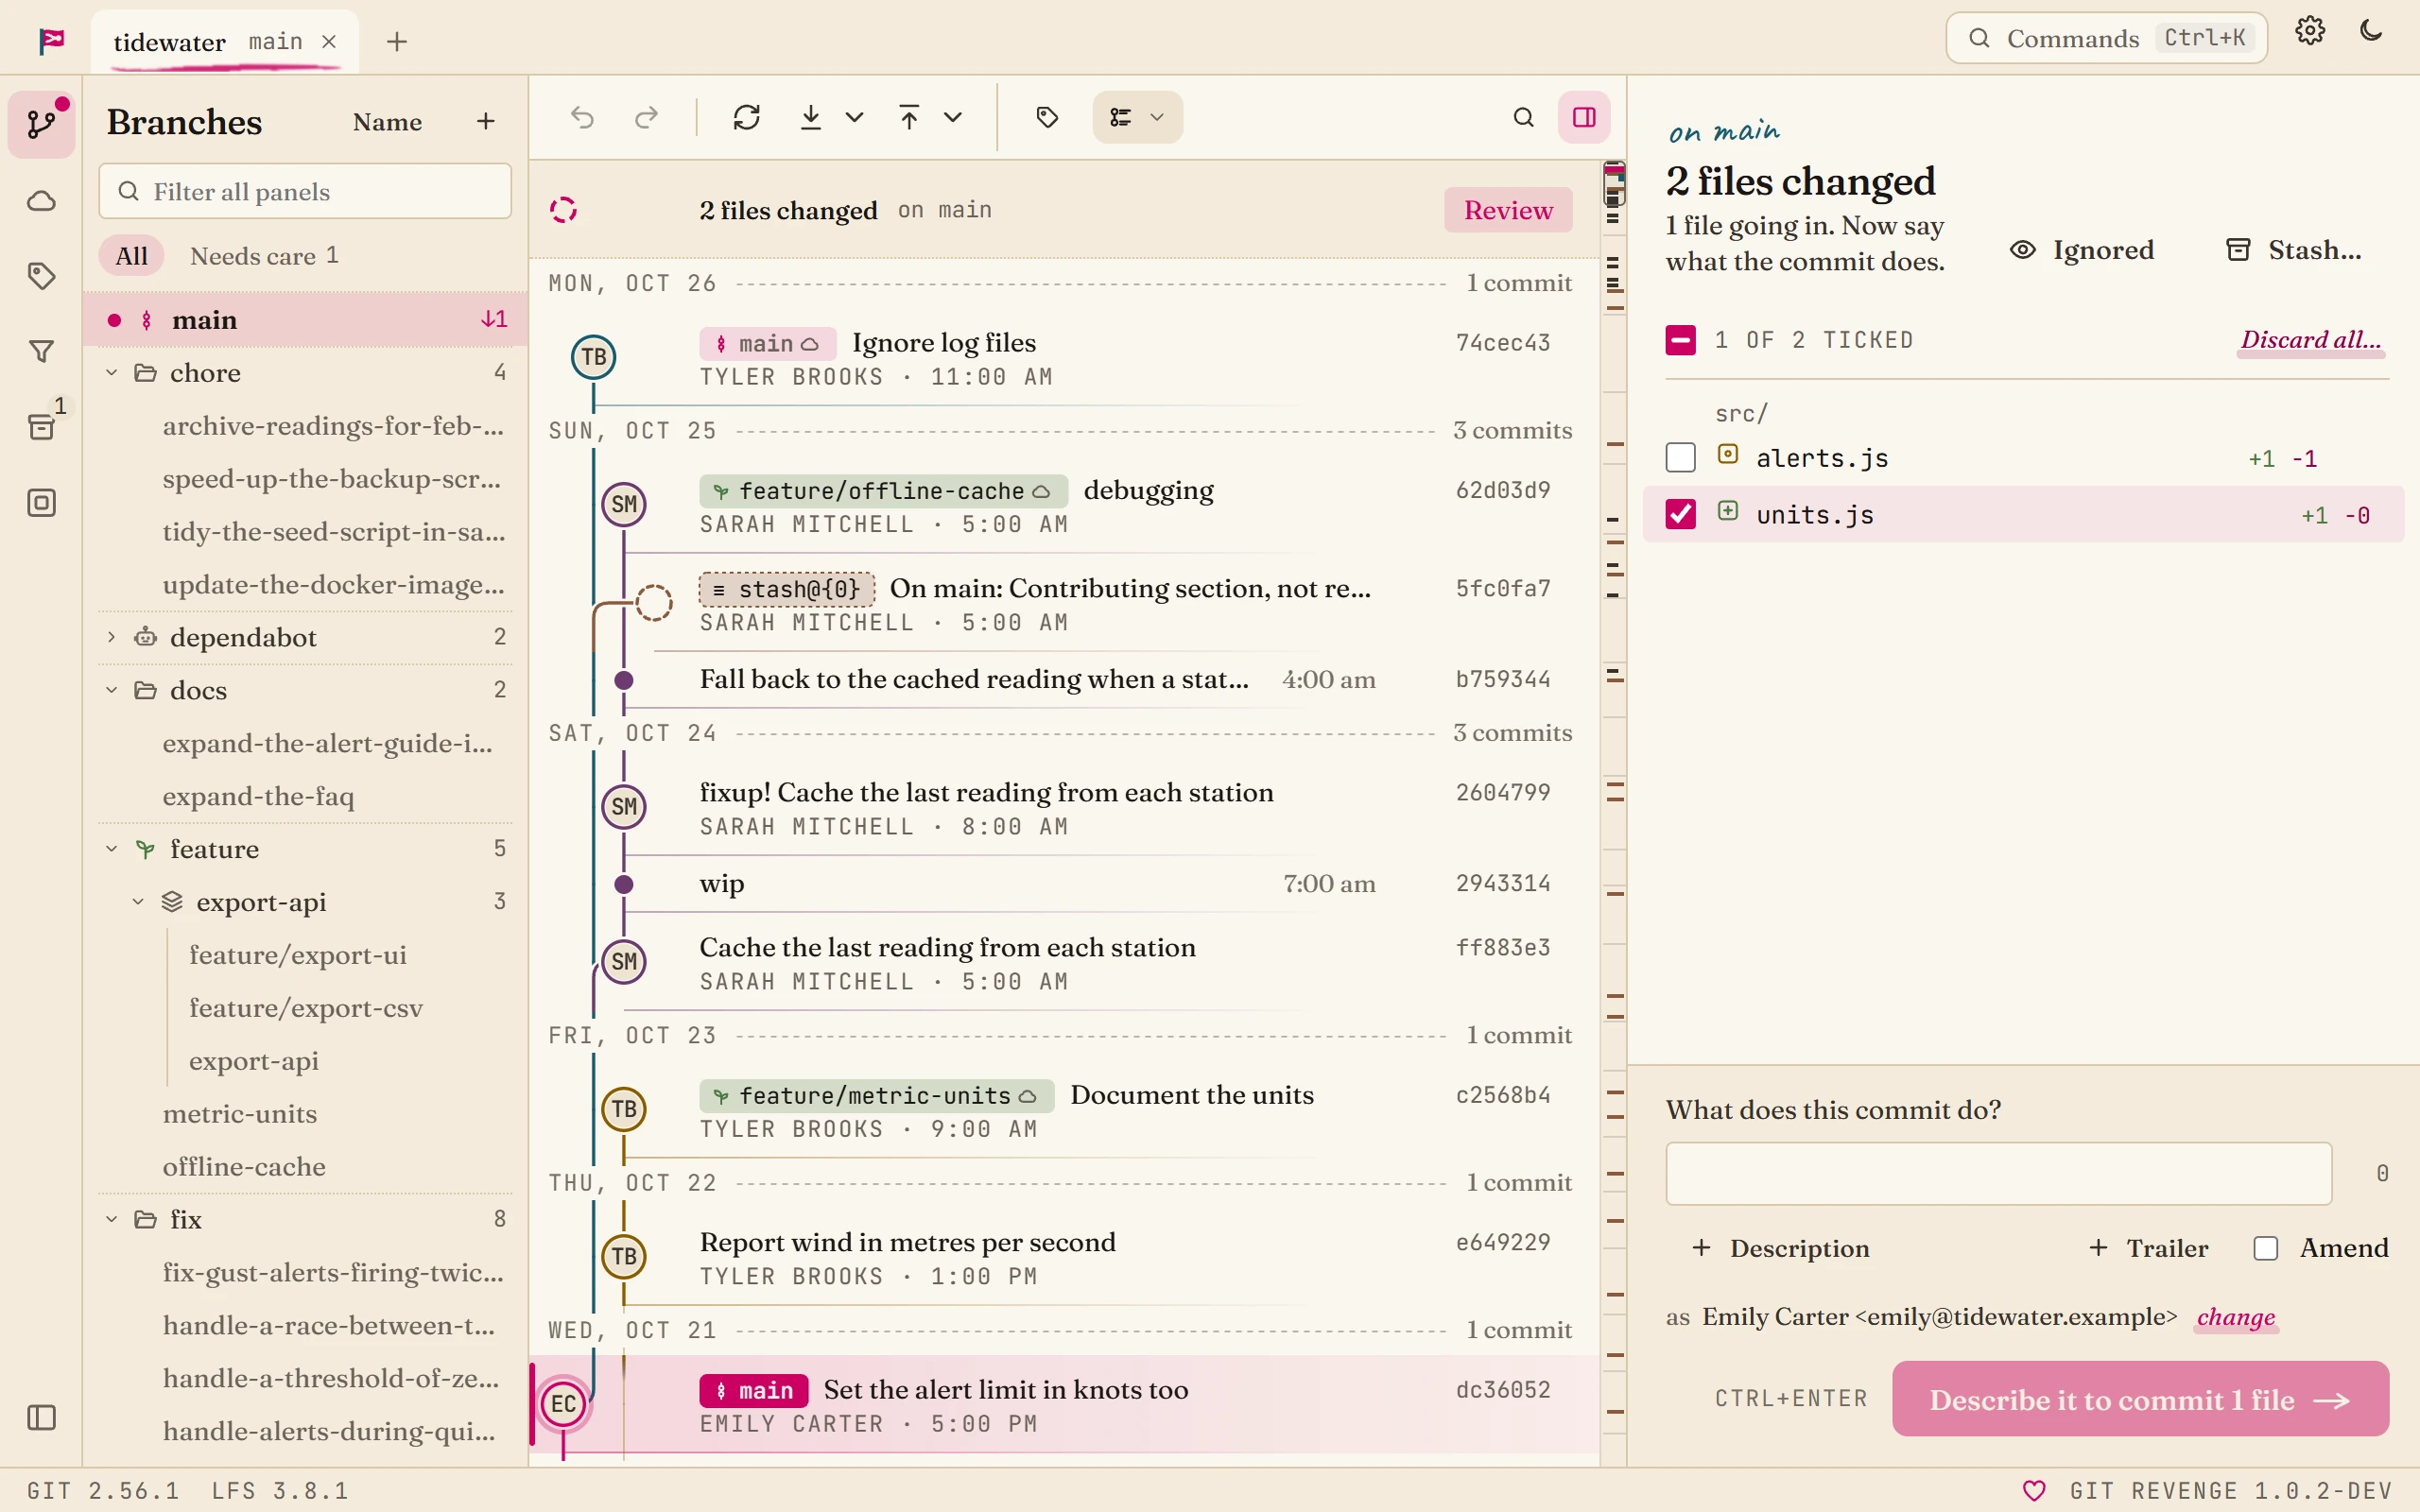 tidewater main
Commands Ctrl+K
Branches Name
Filter all panels
All Needs care 1
main ↓1
chore 4
archive-readings-for-feb-...
speed-up-the-backup-scr...
tidy-the-seed-script-in-sa...
update-the-docker-image...
dependabot 2
docs 2
expand-the-alert-guide-i...
expand-the-faq
feature 5
export-api 3
feature/export-ui
feature/export-csv
export-api
metric-units
offline-cache
fix 8
fix-gust-alerts-firing-twic...
handle-a-race-between-t...
handle-a-threshold-of-ze...
handle-alerts-during-qui...
1
2 files changed on main Review
MON, OCT 26 1 commit
TB main Ignore log files 74cec43
TYLER BROOKS · 11:00 AM
SUN, OCT 25 3 commits
SM feature/offline-cache debugging 62d03d9
SARAH MITCHELL · 5:00 AM
stash@{0} On main: Contributing section, not re... 5fc0fa7
SARAH MITCHELL · 5:00 AM
Fall back to the cached reading when a stat... 4:00 am b759344
SAT, OCT 24 3 commits
SM fixup! Cache the last reading from each station 2604799
SARAH MITCHELL · 8:00 AM
wip 7:00 am 2943314
SM Cache the last reading from each station ff883e3
SARAH MITCHELL · 5:00 AM
FRI, OCT 23 1 commit
TB feature/metric-units Document the units c2568b4
TYLER BROOKS · 9:00 AM
THU, OCT 22 1 commit
TB Report wind in metres per second e649229
TYLER BROOKS · 1:00 PM
WED, OCT 21 1 commit
EC main Set the alert limit in knots too dc36052
EMILY CARTER · 5:00 PM
on main
2 files changed
1 file going in. Now say
what the commit does.
Ignored Stash...
1 OF 2 TICKED Discard all...
src/
alerts.js +1 -1
units.js +1 -0
What does this commit do?
0
+ Description + Trailer Amend
as Emily Carter <emily@tidewater.example> change
CTRL+ENTER Describe it to commit 1 file →
GIT 2.56.1 LFS 3.8.1
GIT REVENGE 1.0.2-DEV